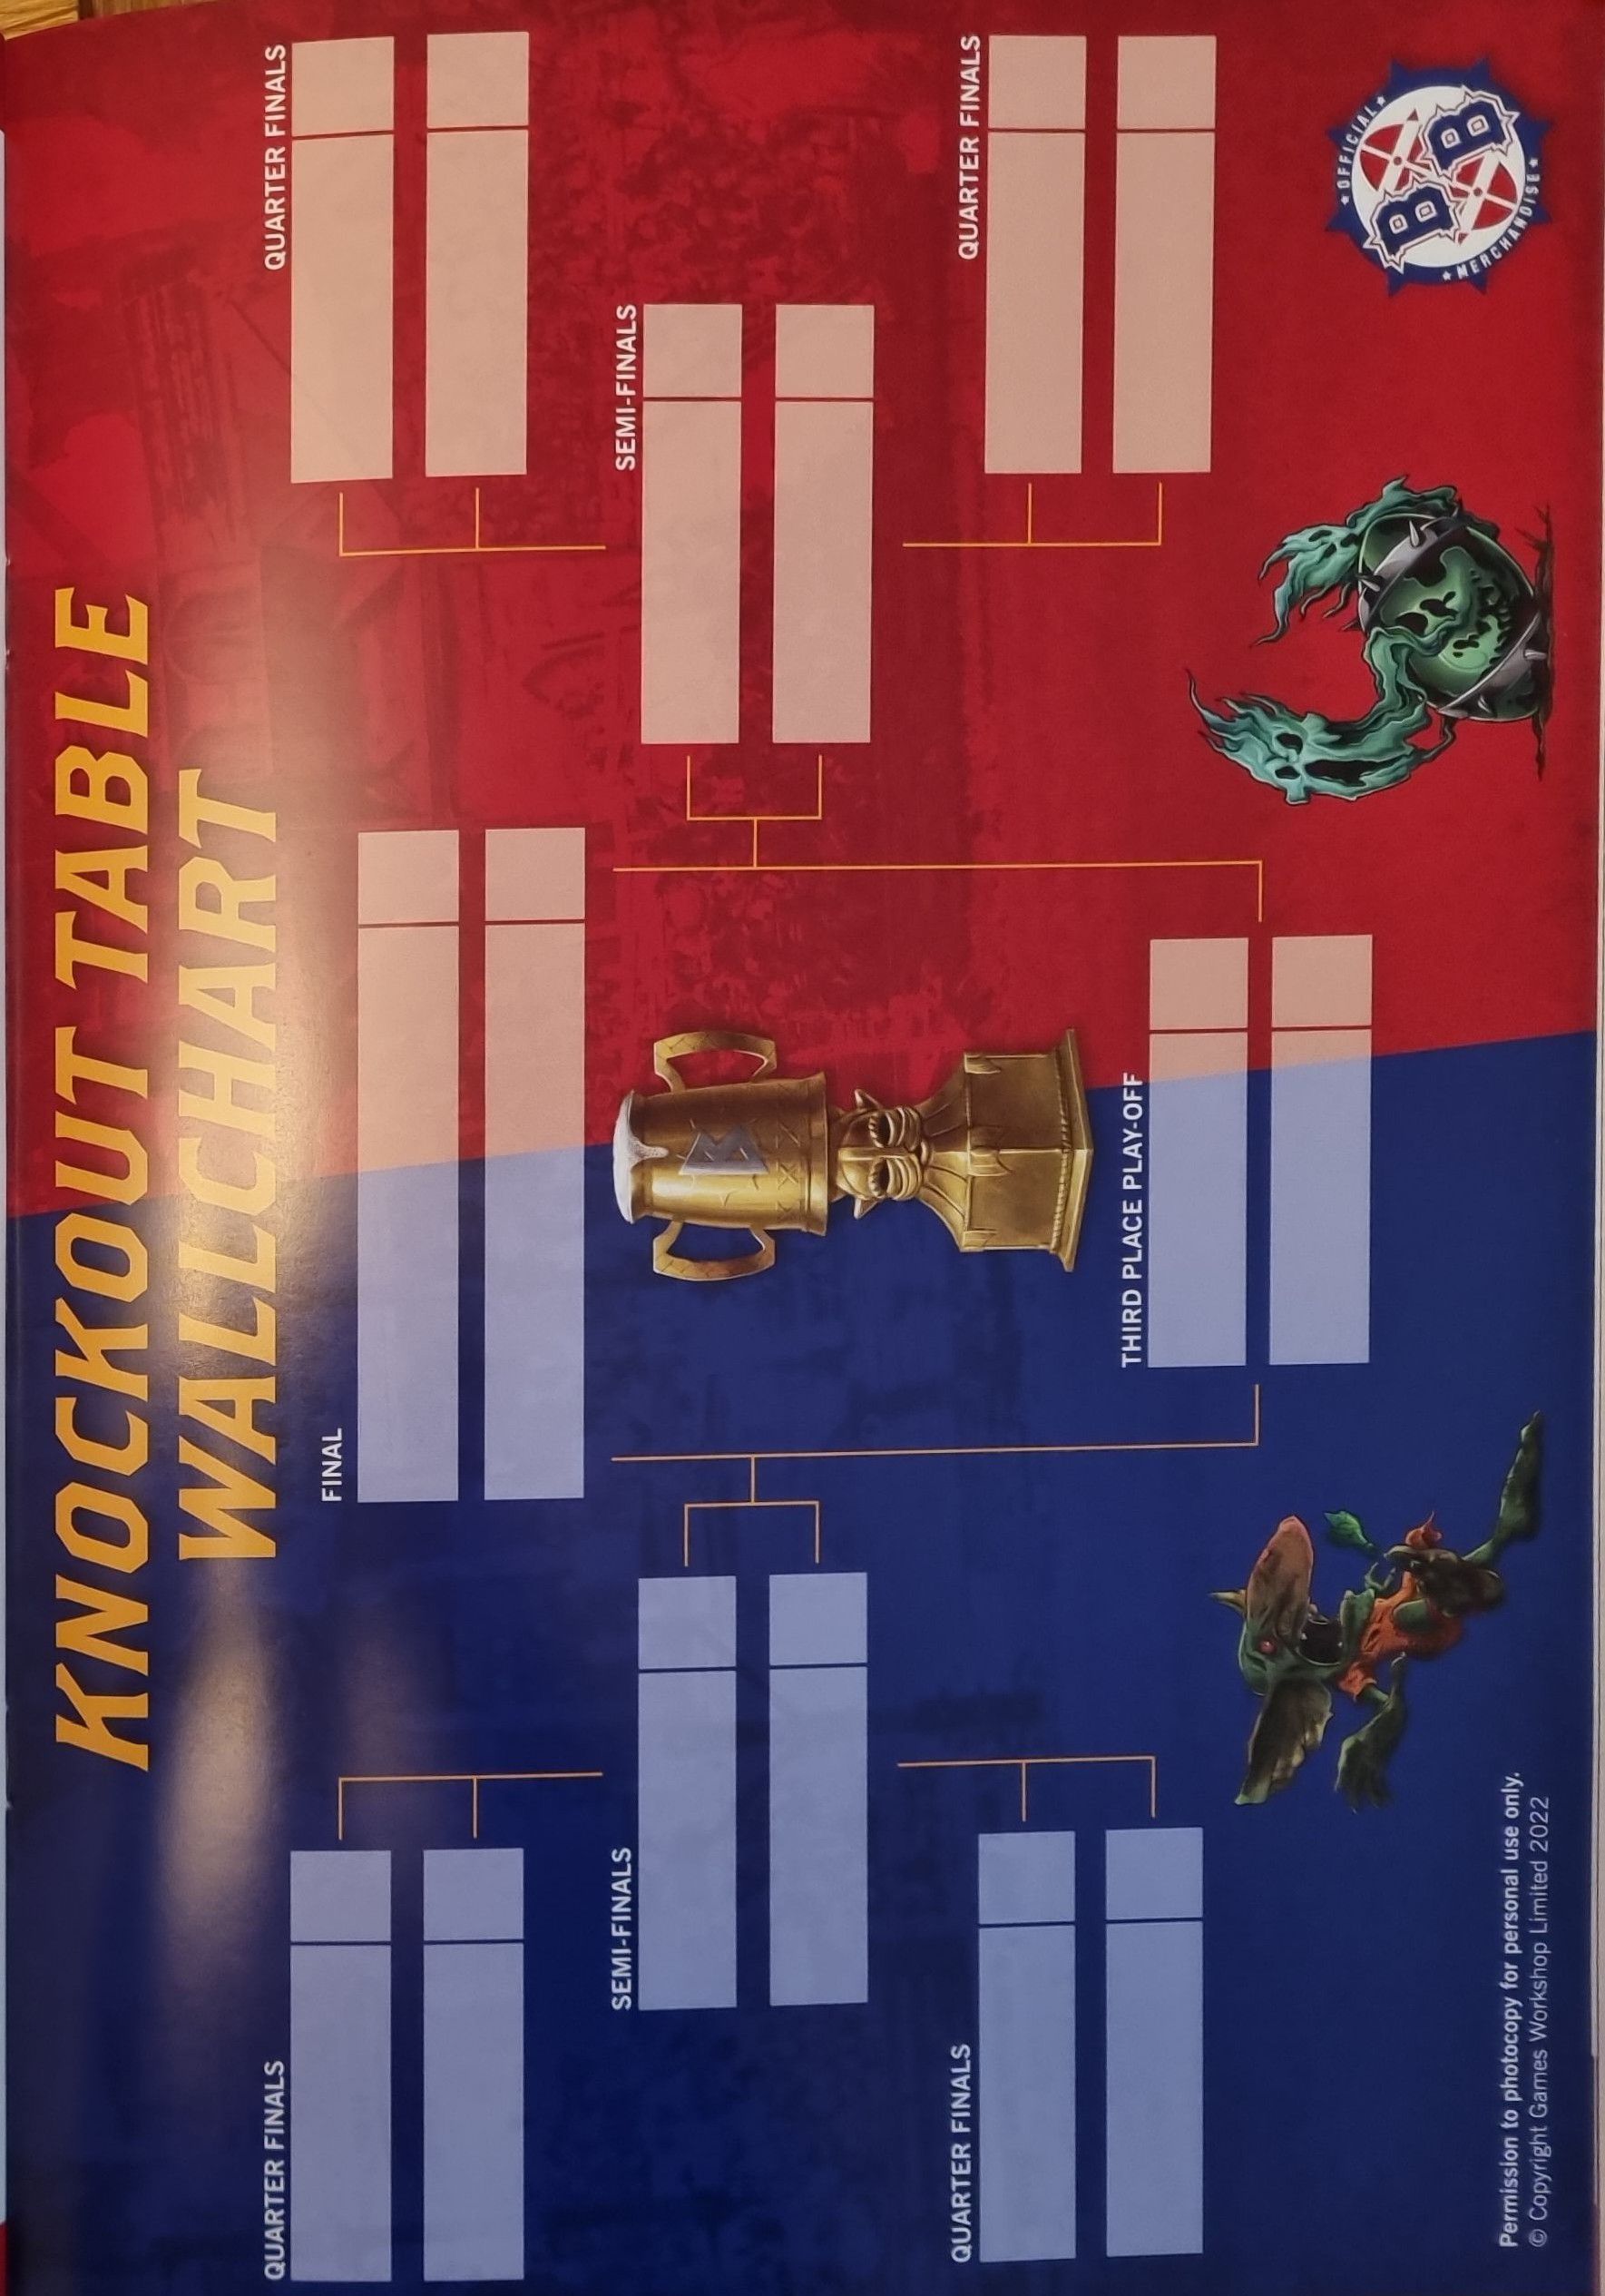 KNOCKOUT TABLE
WALLCHART
QUARTER FINALS
FINAL
QUARTER FINALS
SEMI-FINALS
SEMI-FINALS
QUARTER FINALS
THIRD PLACE PLAY-OFF
QUARTER FINALS
Permission to photocopy for personal use only.
© Copyright Games Workshop Limited 2022
★ OFFICIAL ★
BB
★ MERCHANDISE ★